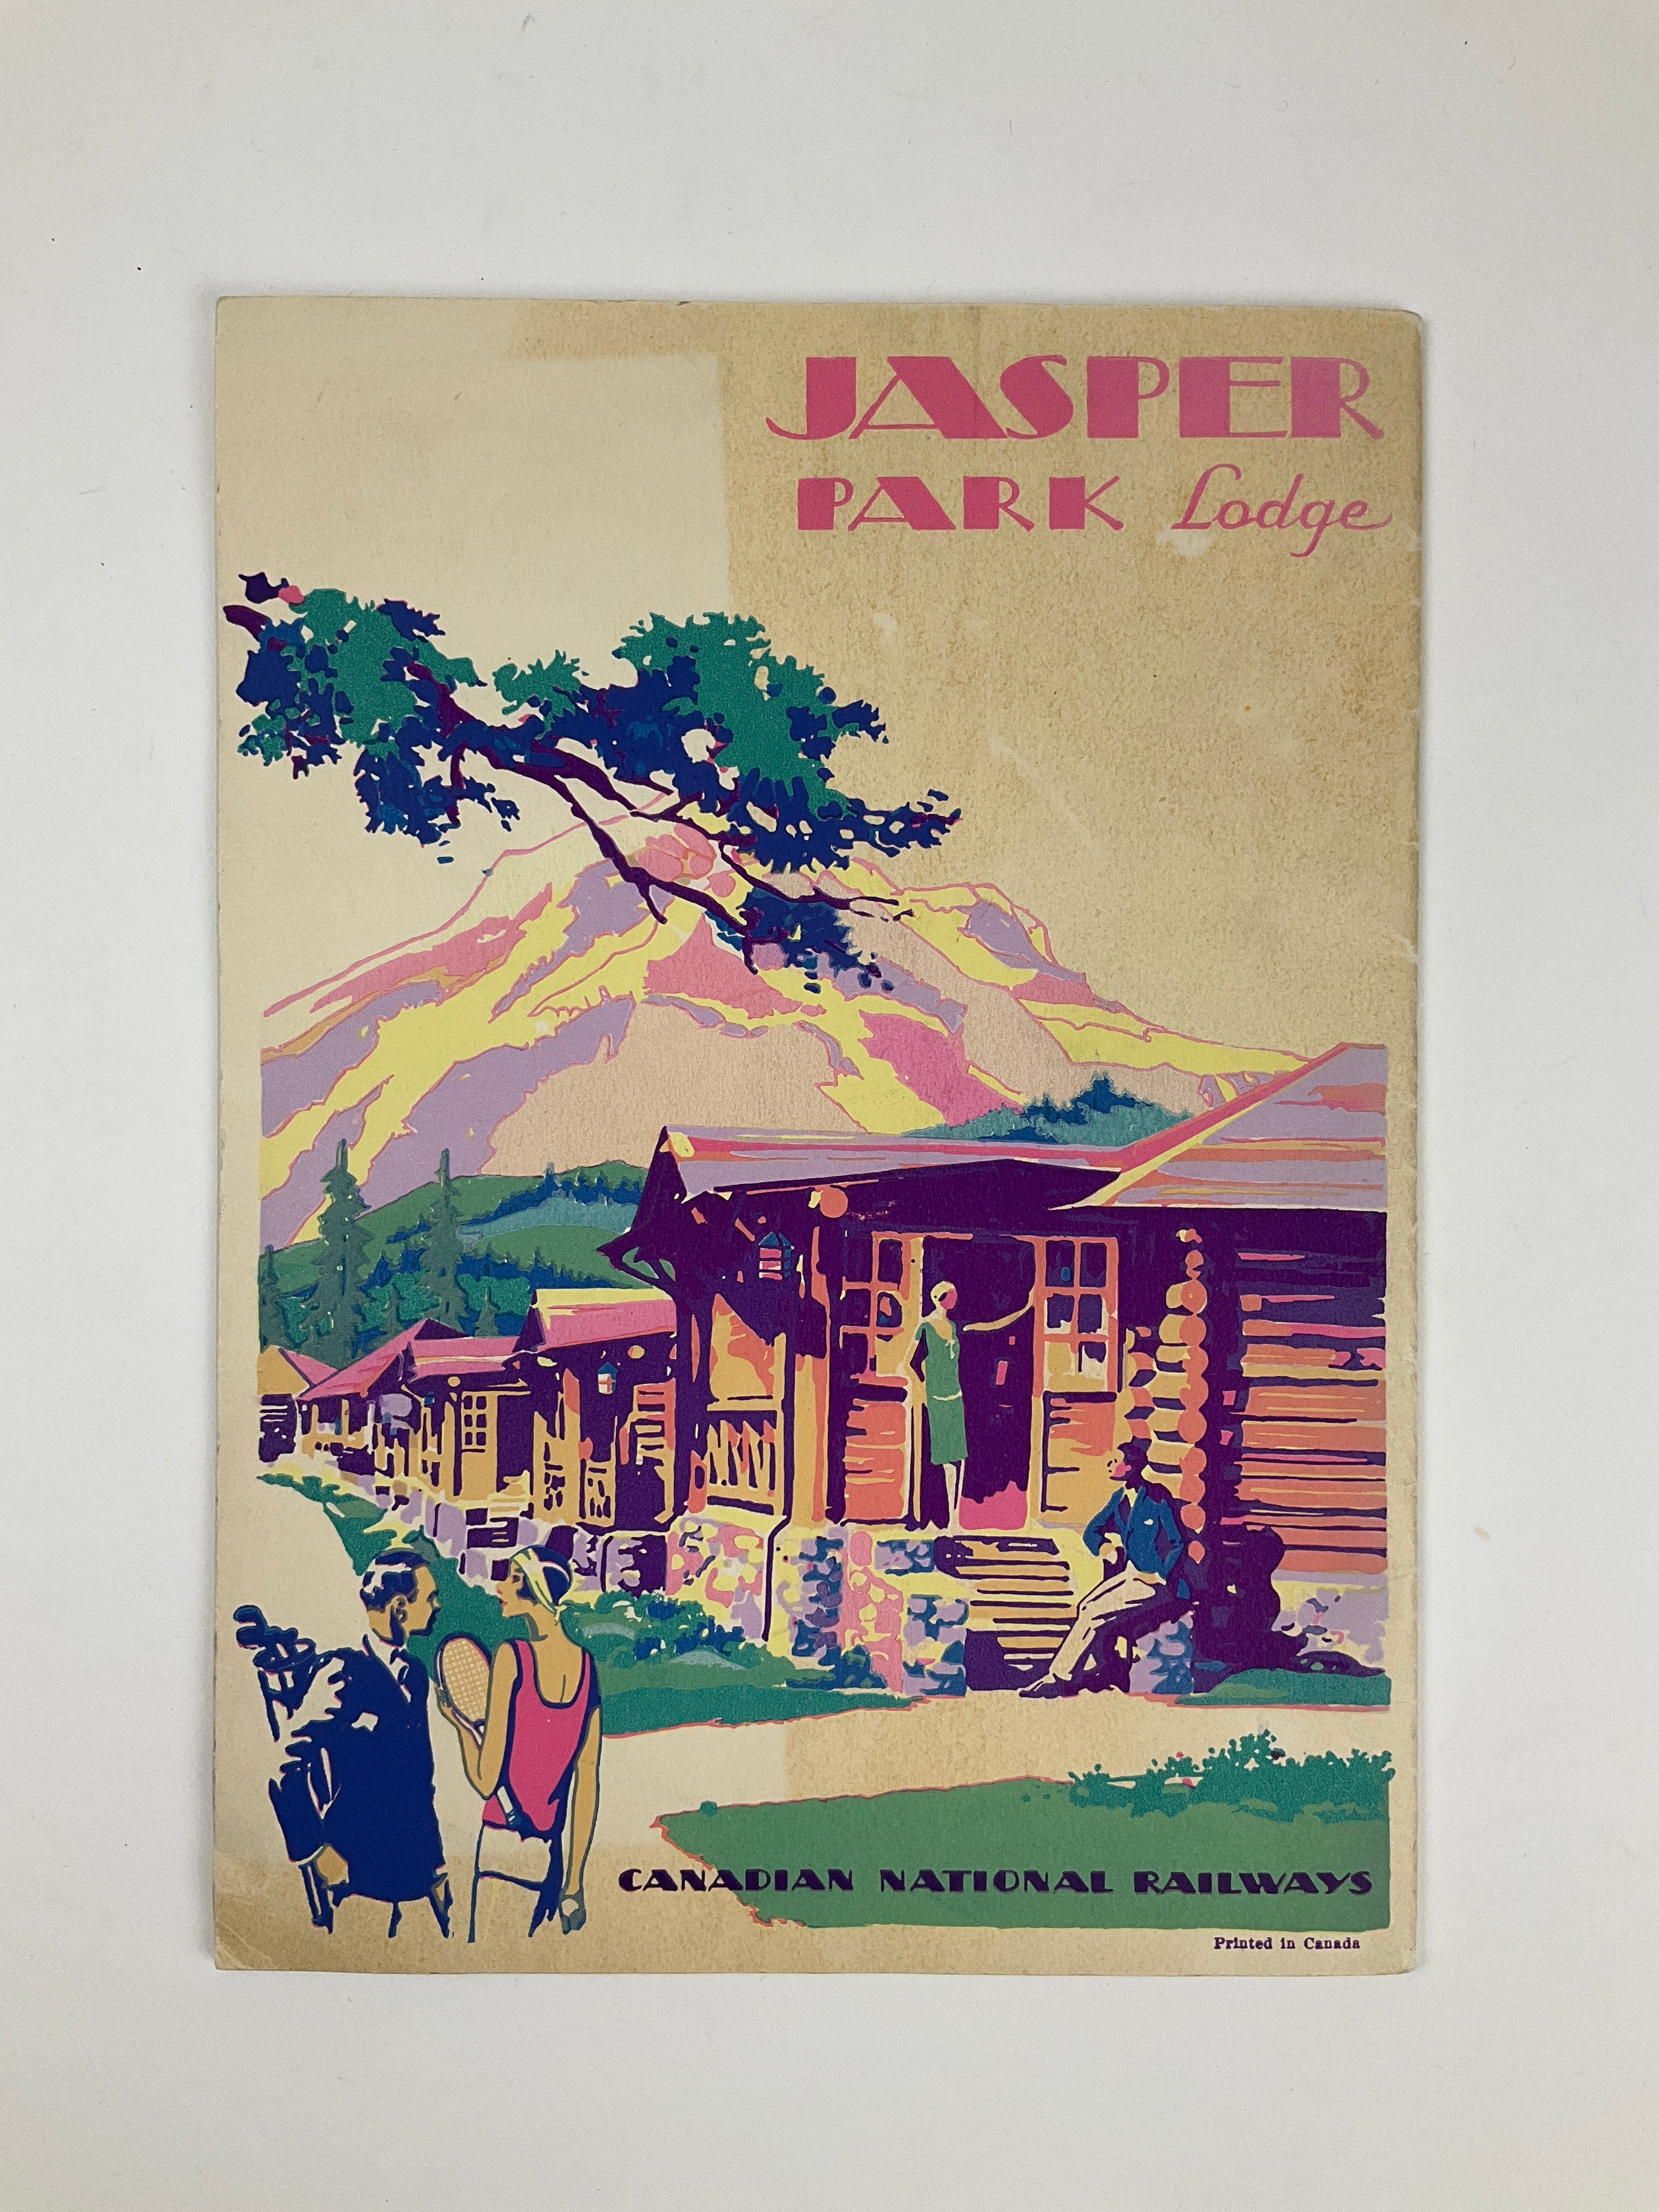 JASPER
PARK Lodge
CANADIAN NATIONAL RAILWAYS
Printed in Canada